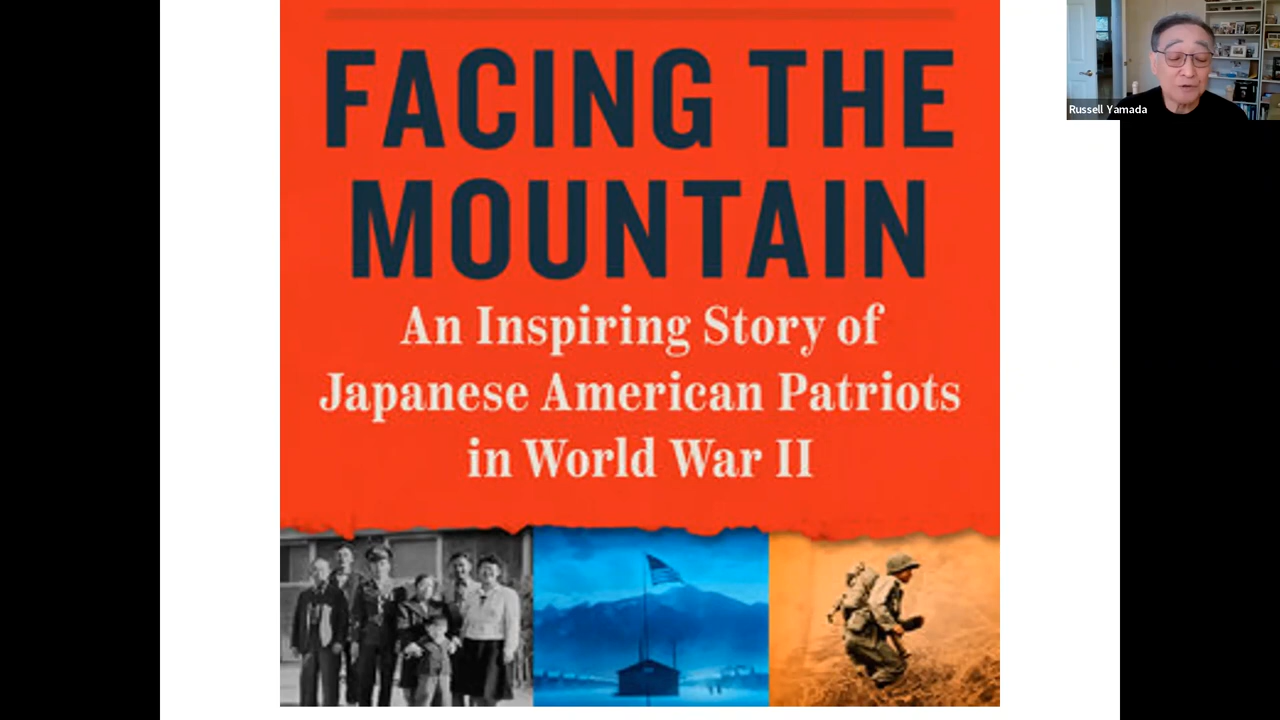 FACING THE
MOUNTAIN
An Inspiring Story of
Japanese American Patriots
in World War II
Russell Yamada